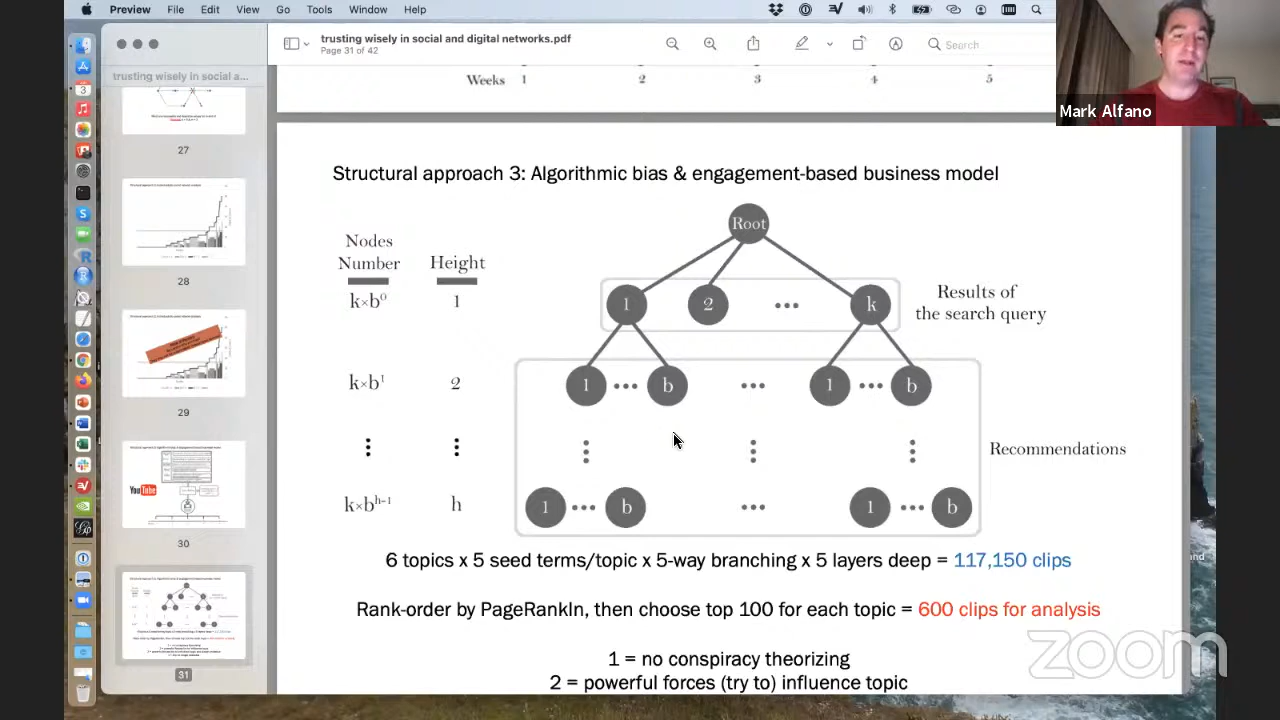 Preview File Edit View Go Tools Window Help
trusting wisely in social and digital networks.pdf
Page 31 of 42
Search
trusting wisely in social a...
Mark Alfano
Weeks 1 2 3 4 5
27
28
29
YouTube
30
31
Structural approach 3: Algorithmic bias & engagement-based business model
Root
Nodes
Number Height
k×b⁰ 1
1 2 ••• k
Results of
the search query
k×b¹ 2
1 ••• b ••• 1 ••• b
Recommendations
k×bʰ⁻¹ h
1 ••• b ••• 1 ••• b
6 topics x 5 seed terms/topic x 5-way branching x 5 layers deep = 117,150 clips
Rank-order by PageRankIn, then choose top 100 for each topic = 600 clips for analysis
1 = no conspiracy theorizing
2 = powerful forces (try to) influence topic
zoom